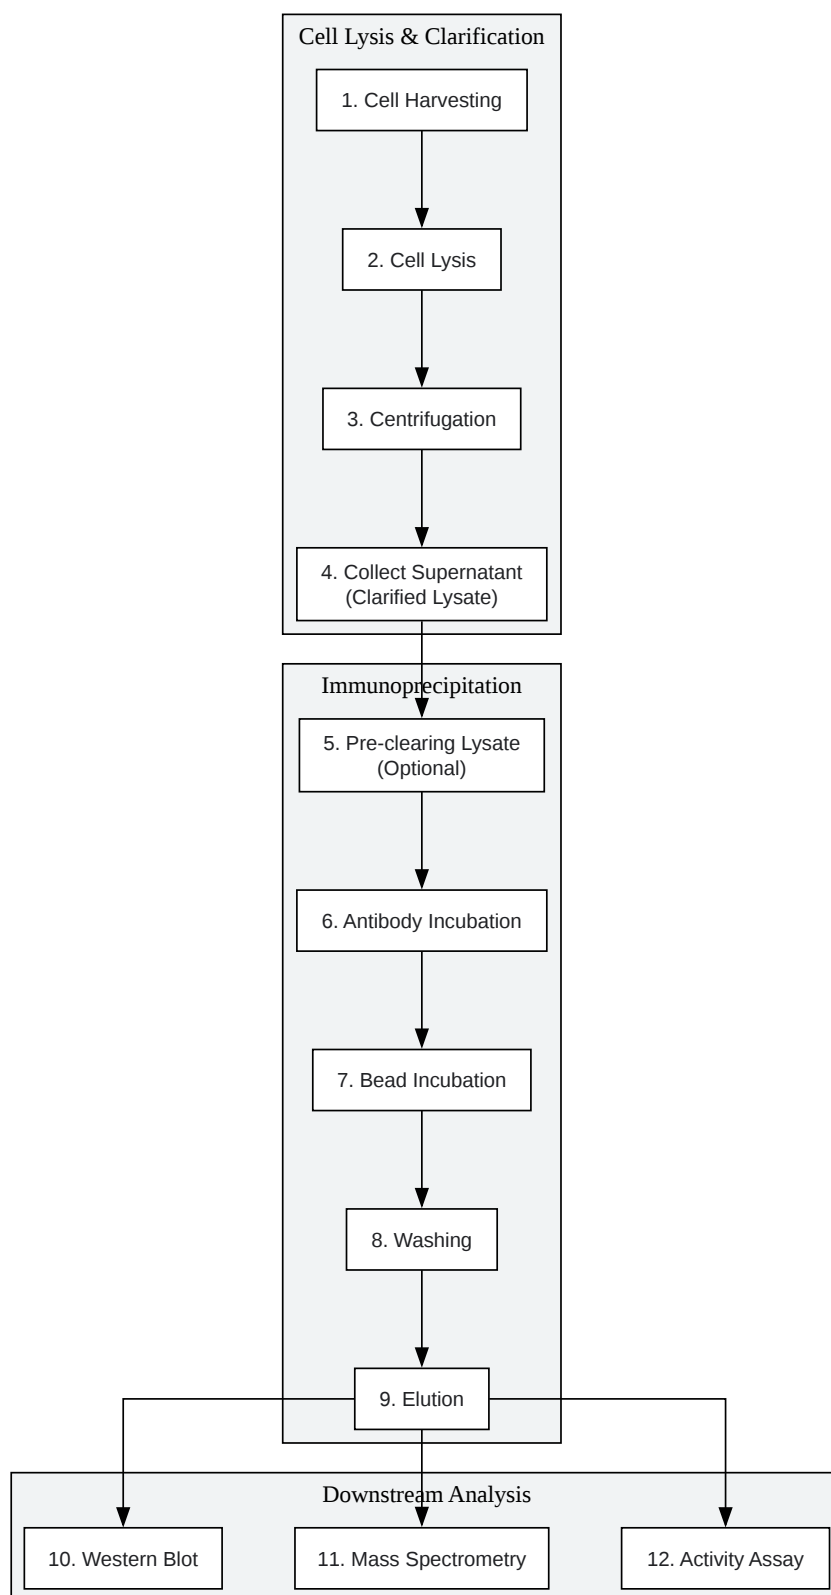 Cell Lysis & Clarification
1. Cell Harvesting
2. Cell Lysis
3. Centrifugation
4. Collect Supernatant
(Clarified Lysate)
Immunoprecipitation
5. Pre-clearing Lysate
(Optional)
6. Antibody Incubation
7. Bead Incubation
8. Washing
9. Elution
Downstream Analysis
10. Western Blot
11. Mass Spectrometry
12. Activity Assay